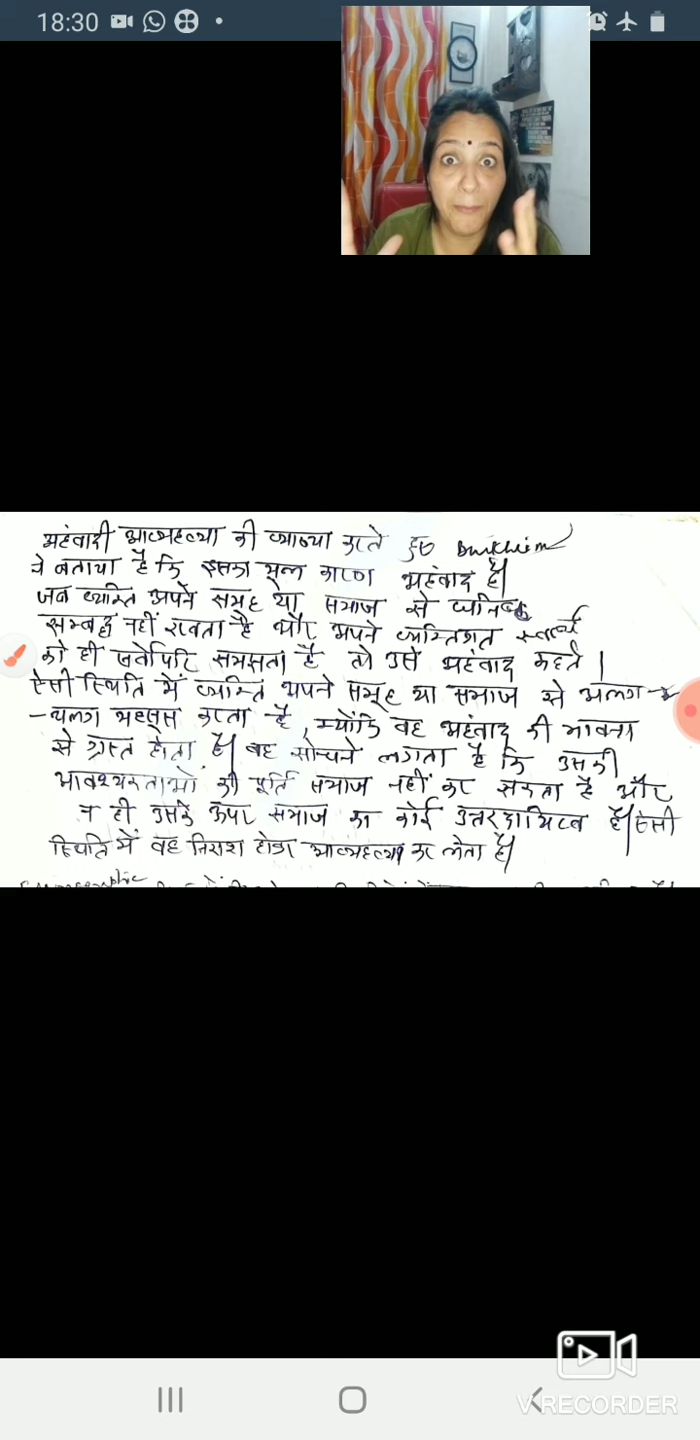 18:30
अहंवादी आत्महत्या की व्याख्या करते हुए Durkheim
ने बताया है कि इसका मूल कारण अहंवाद है।
जब व्यक्ति अपने समूह या समाज से घनिष्ठ
सम्बन्ध नहीं रखता है और अपने व्यक्तिगत स्वार्थ
को ही सर्वोपरि समझता है तो उसे अहंवाद कहते।
ऐसी स्थिति में व्यक्ति अपने समूह या समाज से अलग-
-थलग महसूस करता है, क्योंकि वह अहंवाद की भावना
से ग्रस्त होता है। वह सोचने लगता है कि उसकी
आवश्यकताओं की पूर्ति समाज नहीं कर सकता है और
न ही उसके ऊपर समाज का कोई उत्तरदायित्व है। ऐसी
स्थिति में वह निराश होकर आत्महत्या कर लेता है।
V RECORDER